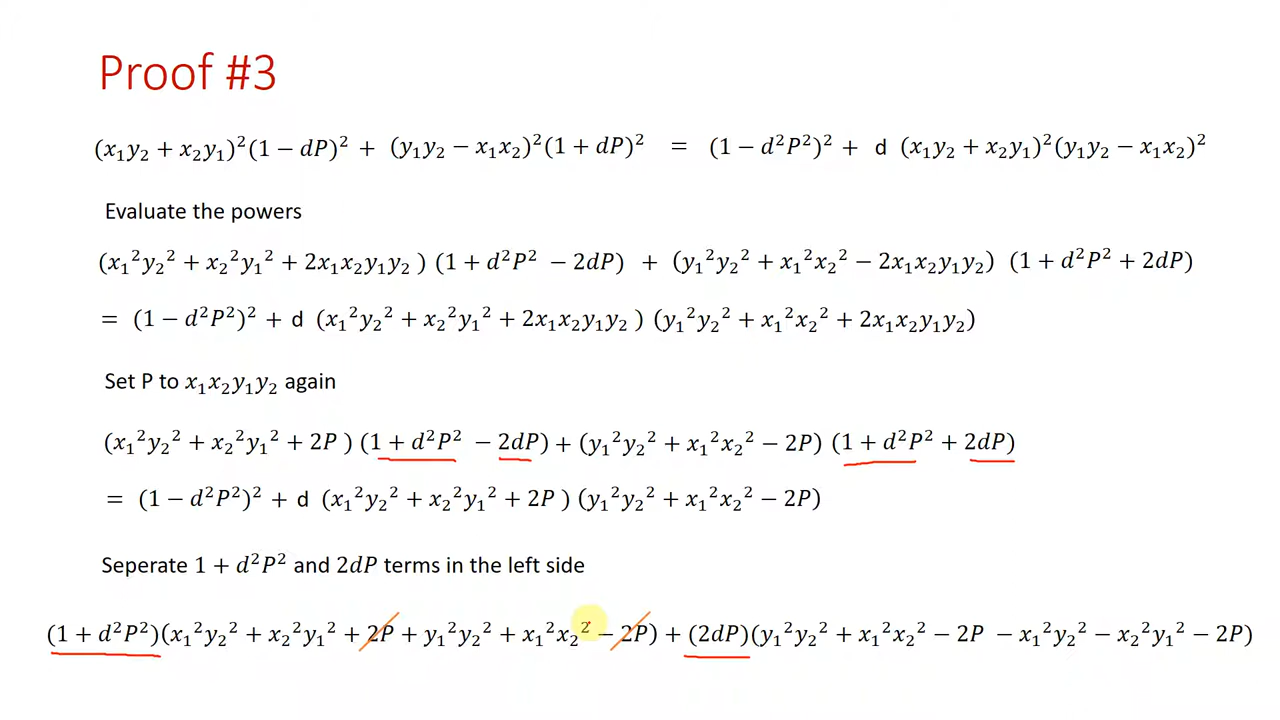 Proof #3
(x₁y₂ + x₂y₁)²(1 − dP)² + (y₁y₂ − x₁x₂)²(1 + dP)² = (1 − d²P²)² + d (x₁y₂ + x₂y₁)²(y₁y₂ − x₁x₂)²
Evaluate the powers
(x₁²y₂² + x₂²y₁² + 2x₁x₂y₁y₂ ) (1 + d²P² − 2dP) + (y₁²y₂² + x₁²x₂² − 2x₁x₂y₁y₂) (1 + d²P² + 2dP)
= (1 − d²P²)² + d (x₁²y₂² + x₂²y₁² + 2x₁x₂y₁y₂ ) (y₁²y₂² + x₁²x₂² + 2x₁x₂y₁y₂)
Set P to x₁x₂y₁y₂ again
(x₁²y₂² + x₂²y₁² + 2P ) (1 + d²P² − 2dP) + (y₁²y₂² + x₁²x₂² − 2P) (1 + d²P² + 2dP)
= (1 − d²P²)² + d (x₁²y₂² + x₂²y₁² + 2P ) (y₁²y₂² + x₁²x₂² − 2P)
Seperate 1 + d²P² and 2dP terms in the left side
(1 + d²P²)(x₁²y₂² + x₂²y₁² + 2P + y₁²y₂² + x₁²x₂² − 2P) + (2dP)(y₁²y₂² + x₁²x₂² − 2P − x₁²y₂² − x₂²y₁² − 2P)